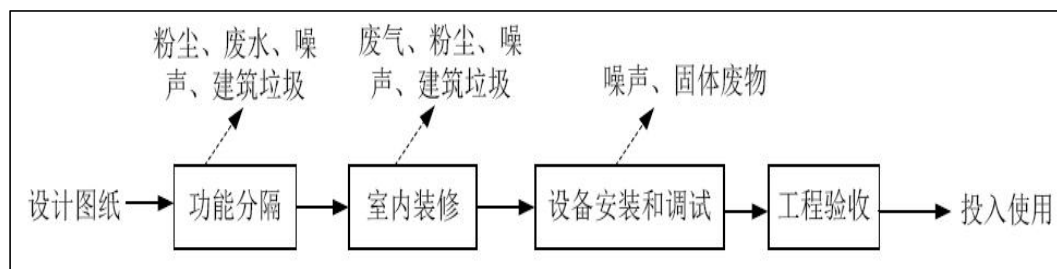 粉尘、废水、噪
声、建筑垃圾
废气、粉尘、噪
声、建筑垃圾
噪声、固体废物
设计图纸
功能分隔
室内装修
设备安装和调试
工程验收
投入使用